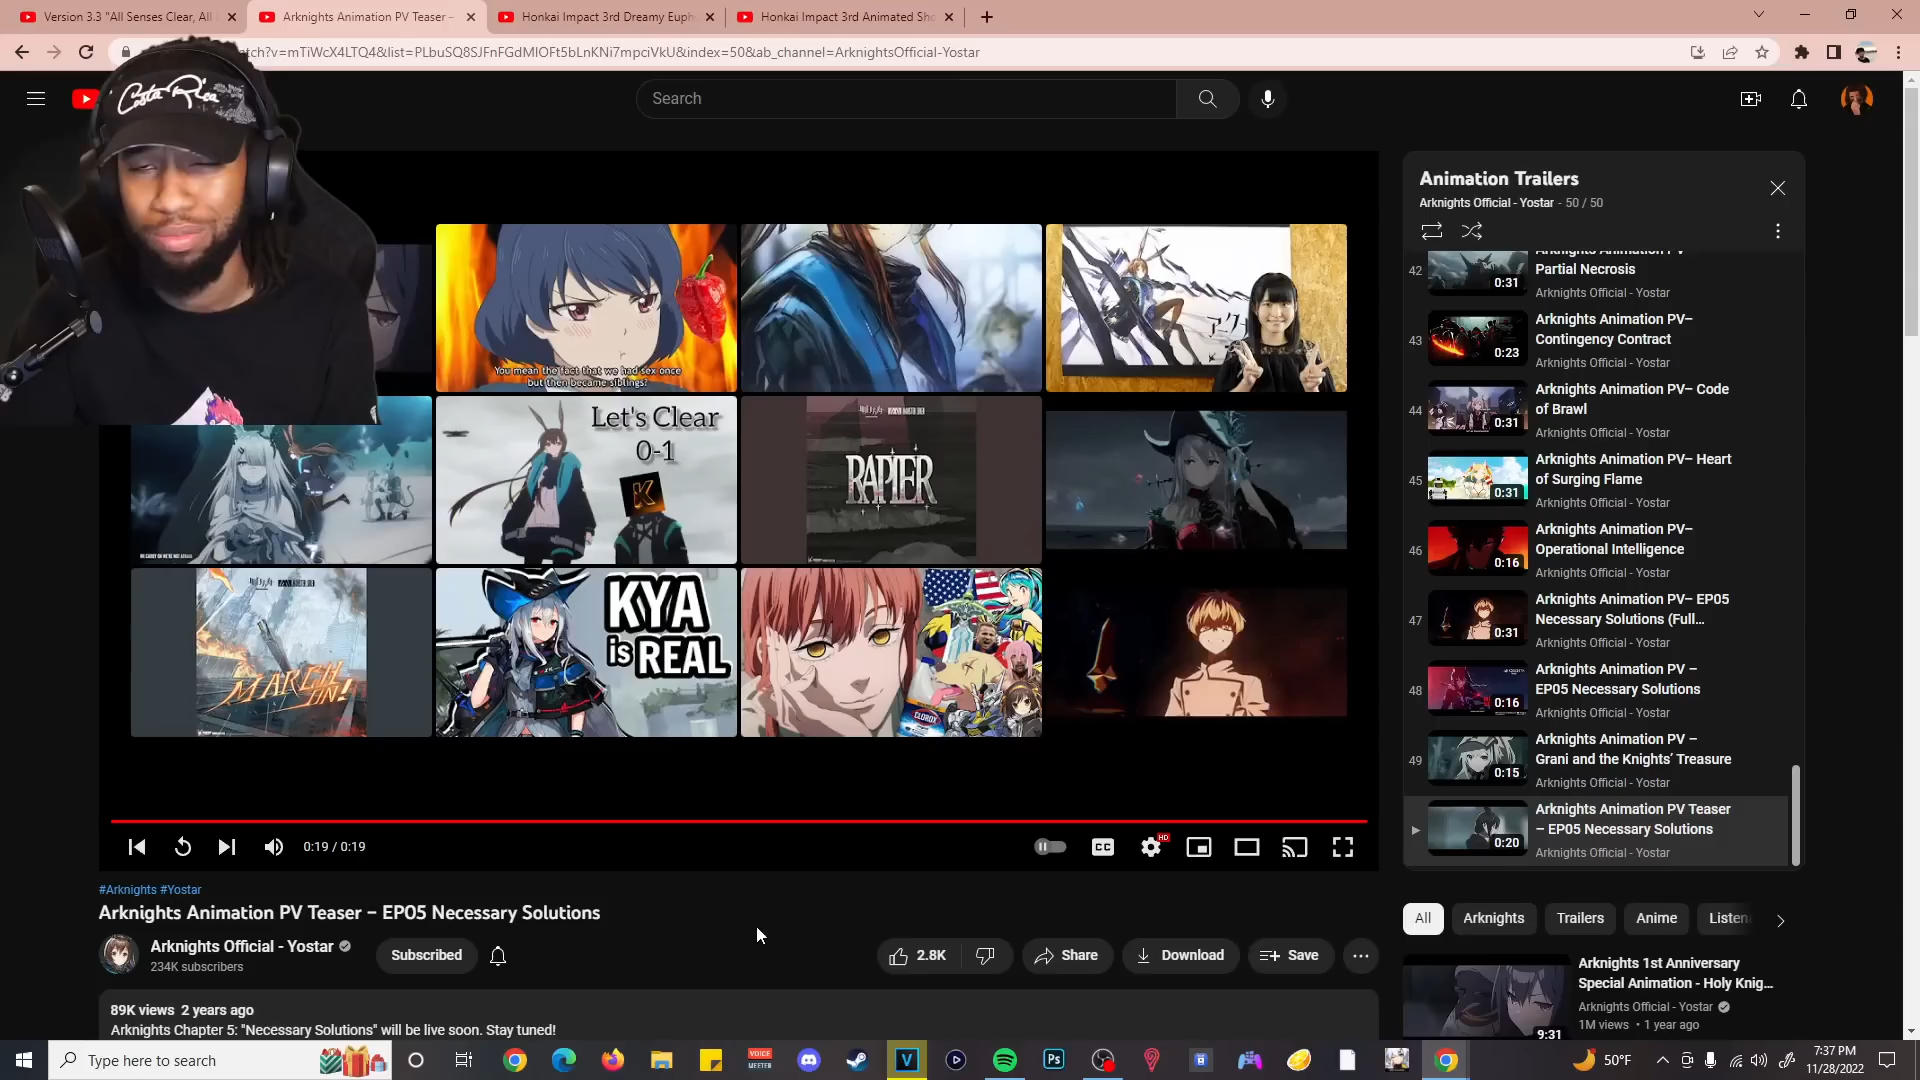 Version 3.3 "All Senses Clear, All
Arknights Animation PV Teaser –
Honkai Impact 3rd Dreamy Euph
Honkai Impact 3rd Animated Sho
tch?v=mTiWcX4LTQ4&list=PLbuSQ8SJFnFGdMIOFt5bLnKNi7mpciVkU&index=50&ab_channel=ArknightsOfficial-Yostar
Search
Costa Rica
You mean the fact that we had sex once
but then became siblings?
Let's Clear
0-1
K
RAPIER
MARCH
ON!
KYA
is REAL
CLOROX
0:19 / 0:19
CC
HD
#Arknights #Yostar
Arknights Animation PV Teaser – EP05 Necessary Solutions
Arknights Official - Yostar
234K subscribers
Subscribed
2.8K
Share
Download
Save
89K views 2 years ago
Arknights Chapter 5: "Necessary Solutions" will be live soon. Stay tuned!
Animation Trailers
Arknights Official - Yostar - 50 / 50
42
Arknights Animation PV–
Partial Necrosis
Arknights Official - Yostar
0:31
43
Arknights Animation PV–
Contingency Contract
Arknights Official - Yostar
0:23
44
Arknights Animation PV– Code
of Brawl
Arknights Official - Yostar
0:31
45
Arknights Animation PV– Heart
of Surging Flame
Arknights Official - Yostar
0:31
46
Arknights Animation PV–
Operational Intelligence
Arknights Official - Yostar
0:16
47
Arknights Animation PV– EP05
Necessary Solutions (Full...
Arknights Official - Yostar
0:31
48
Arknights Animation PV –
EP05 Necessary Solutions
Arknights Official - Yostar
0:16
49
Arknights Animation PV –
Grani and the Knights’ Treasure
Arknights Official - Yostar
0:15
Arknights Animation PV Teaser
– EP05 Necessary Solutions
Arknights Official - Yostar
0:20
All
Arknights
Trailers
Anime
Listen
Arknights 1st Anniversary
Special Animation - Holy Knig...
Arknights Official - Yostar
1M views • 1 year ago
9:31
Type here to search
VOICE
MEETER
V
Ps
50°F
7:37 PM
11/28/2022